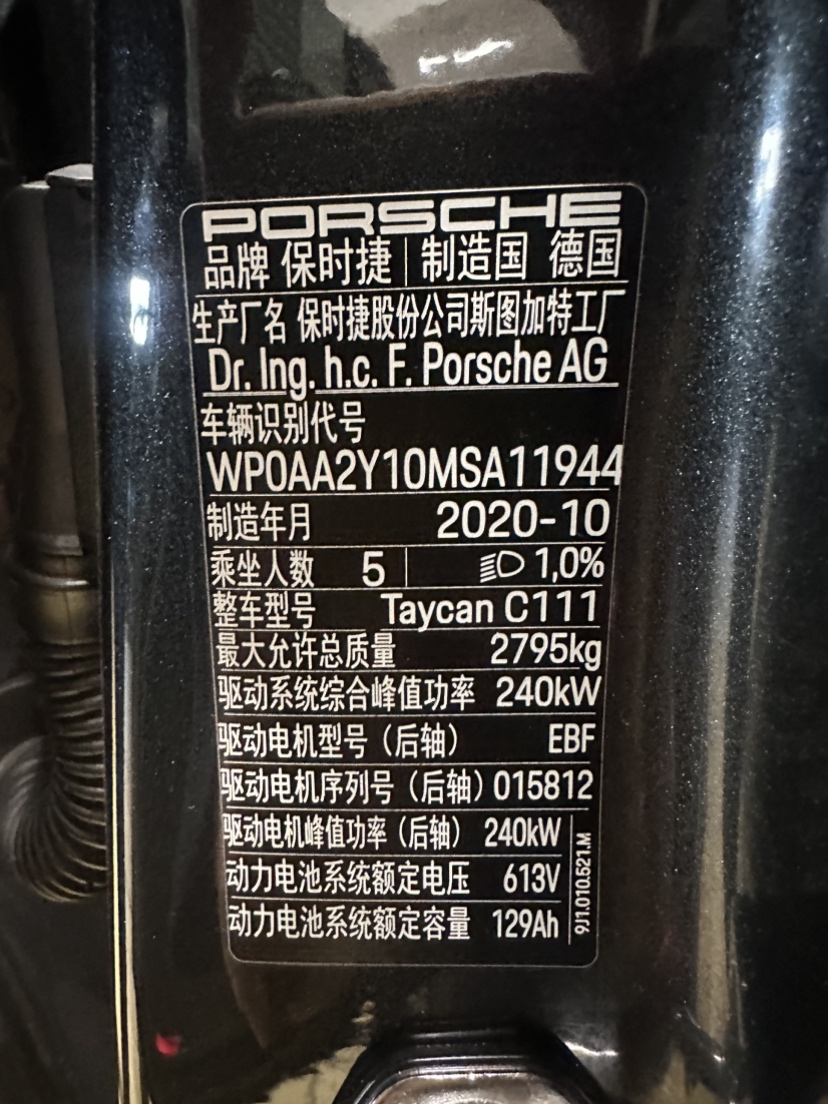 PORSCHE
品牌 保时捷 制造国 德国
生产厂名 保时捷股份公司斯图加特工厂
Dr. Ing. h.c. F. Porsche AG
车辆识别代号
WP0AA2Y10MSA11944
制造年月 2020-10
乘坐人数 5 1,0%
整车型号 Taycan C111
最大允许总质量 2795kg
驱动系统综合峰值功率 240kW
驱动电机型号（后轴） EBF
驱动电机序列号（后轴）015812
驱动电机峰值功率（后轴） 240kW
动力电池系统额定电压 613V
动力电池系统额定容量 129Ah
9J1.010.521.M